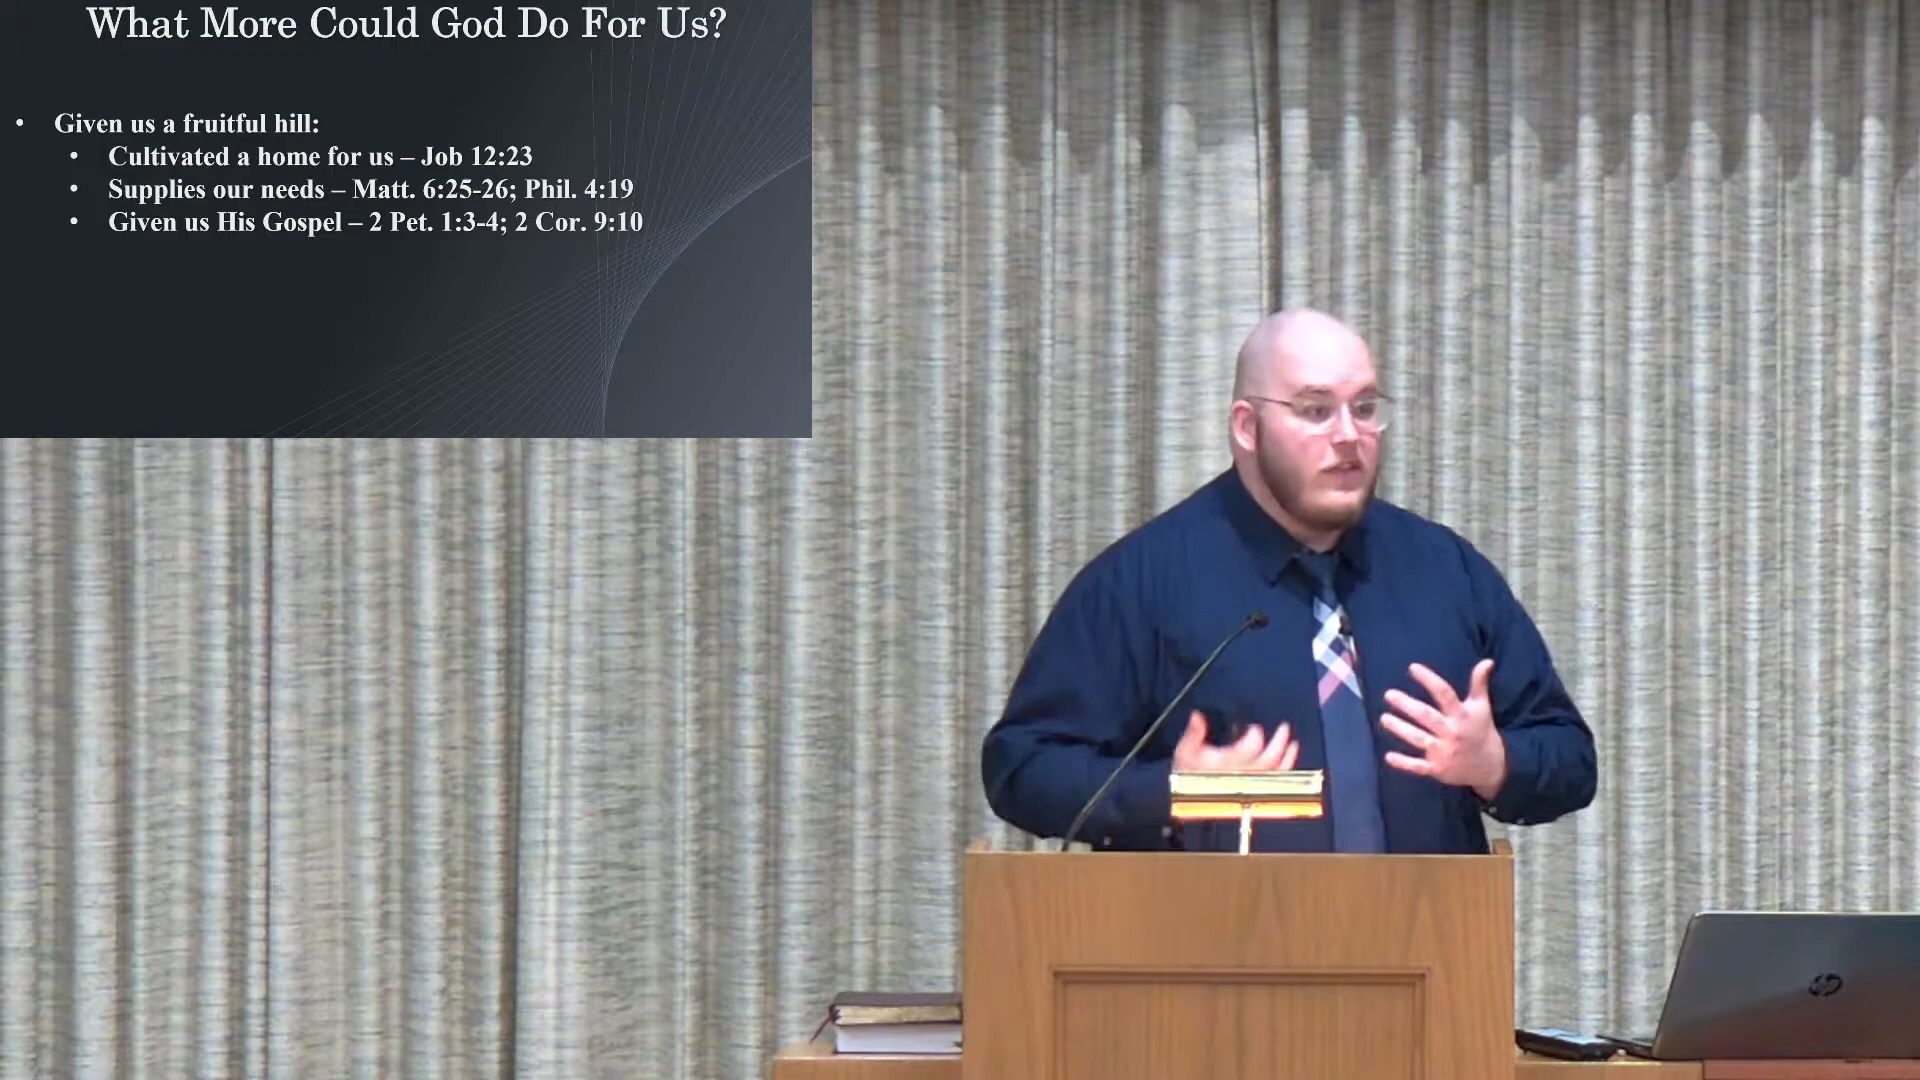 What More Could God Do For Us?
• Given us a fruitful hill:
• Cultivated a home for us – Job 12:23
• Supplies our needs – Matt. 6:25-26; Phil. 4:19
• Given us His Gospel – 2 Pet. 1:3-4; 2 Cor. 9:10
hp